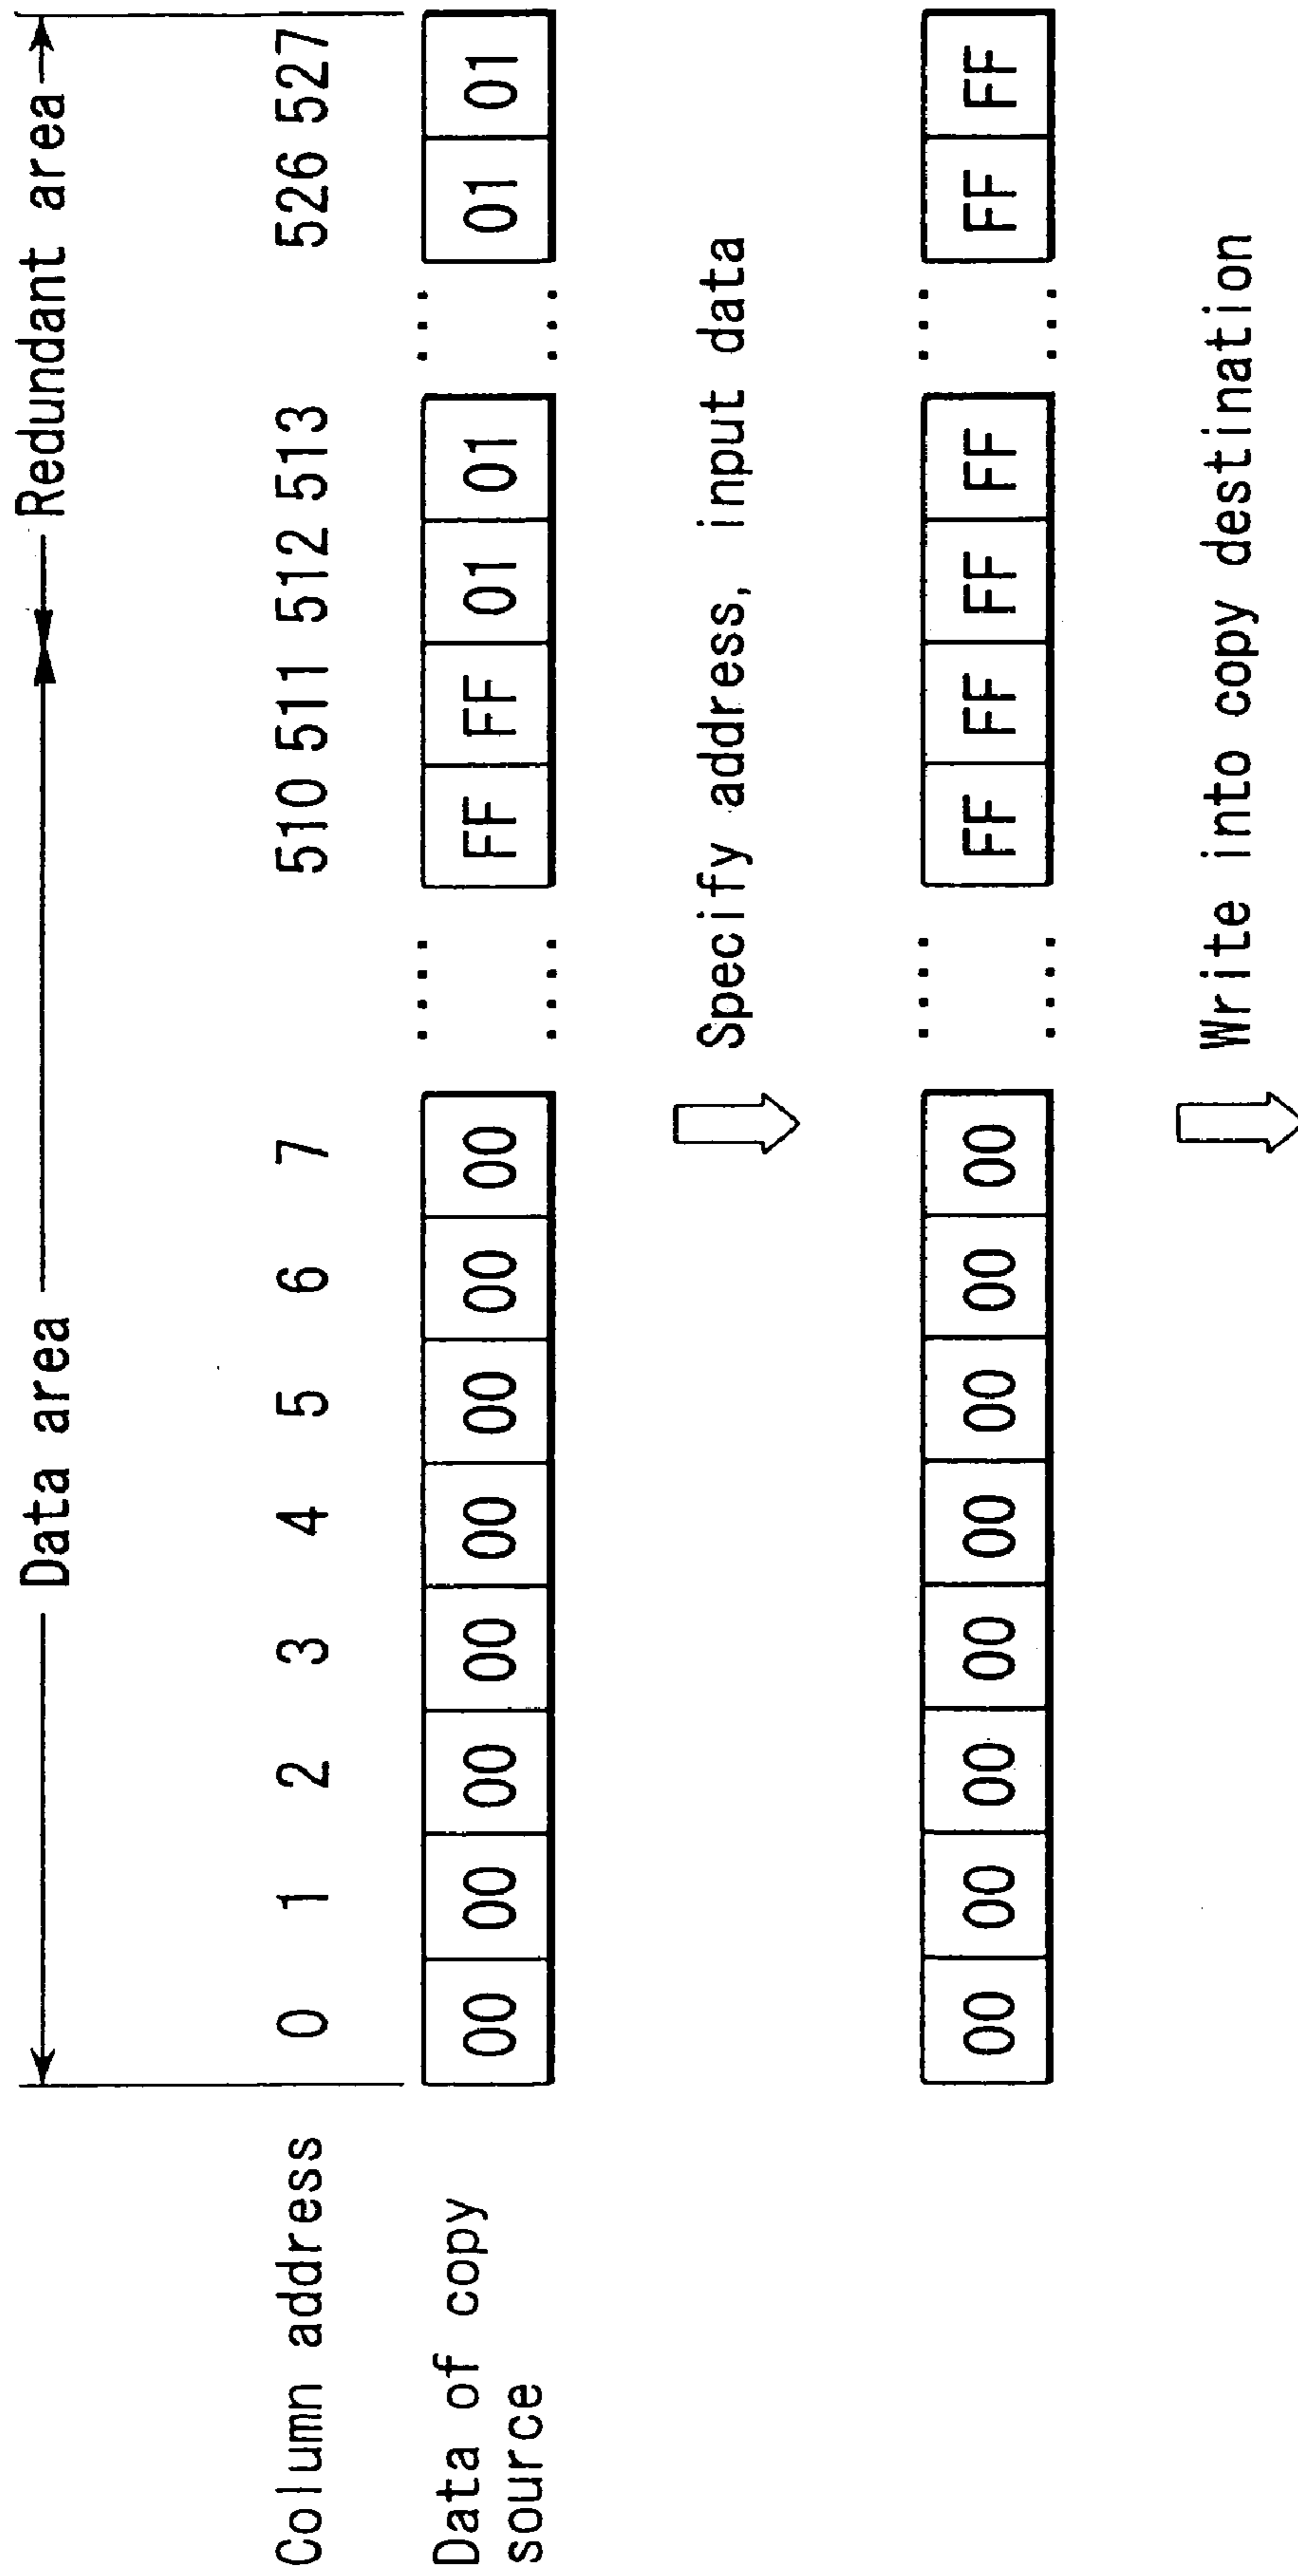 Data area Redundant area
Column address 0 1 2 3 4 5 6 7 510 511 512 513 526 527
Data of copy
source
00 00 00 00 00 00 00 00 FF FF 01 01 01 01
Specify address, input data
00 00 00 00 00 00 00 00 FF FF FF FF FF FF
Write into copy destination